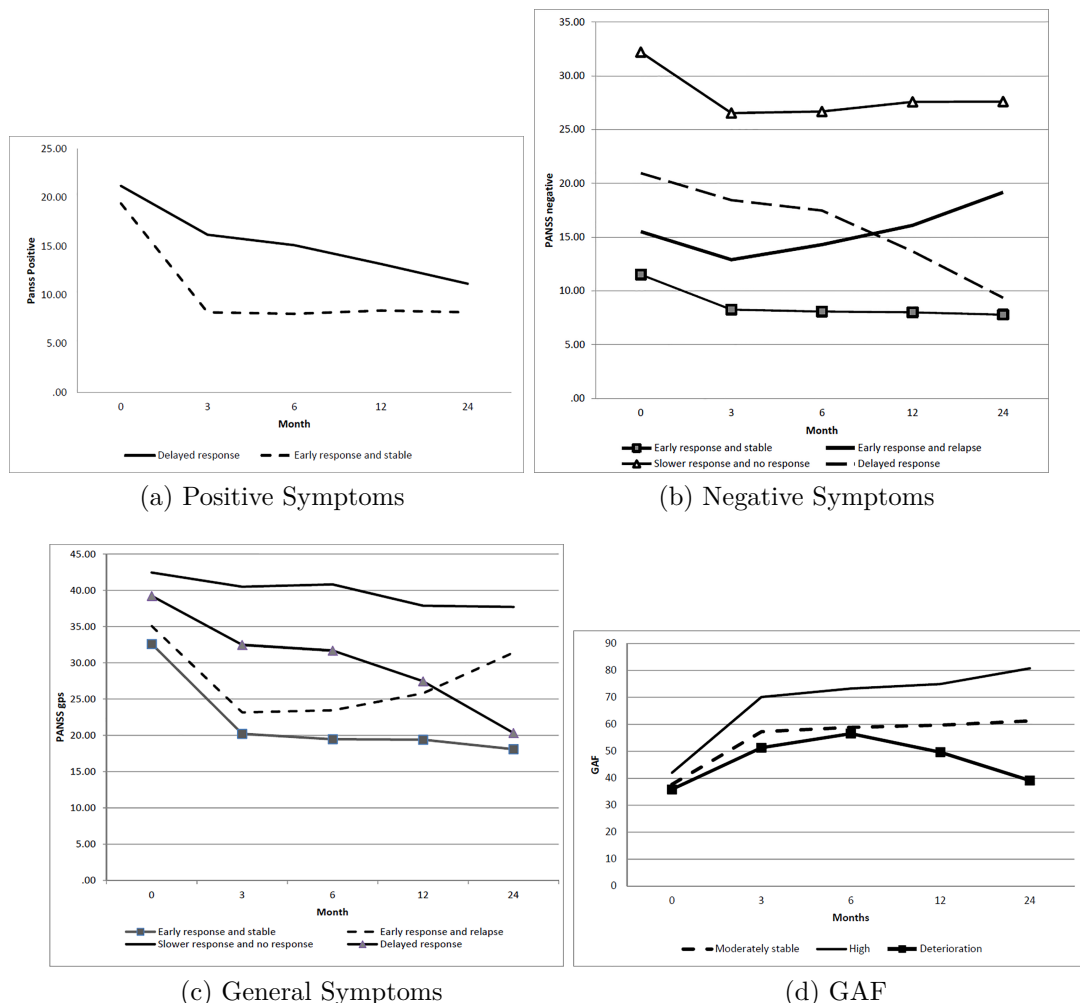 25.00
20.00
15.00
10.00
5.00
.00
Panss Positive
0 3 6 12 24
Month
Delayed response Early response and stable
(a) Positive Symptoms
35.00
30.00
25.00
20.00
15.00
10.00
5.00
.00
PANSS negative
0 3 6 12 24
Month
Early response and stable Early response and relapse
Slower response and no response Delayed response
(b) Negative Symptoms
45.00
40.00
35.00
30.00
25.00
20.00
15.00
10.00
5.00
.00
PANSS gps
0 3 6 12 24
Month
Early response and stable Early response and relapse
Slower response and no response Delayed response
(c) General Symptoms
90
80
70
60
50
40
30
20
10
0
GAF
0 3 6 12 24
Months
Moderately stable High Deterioration
(d) GAF